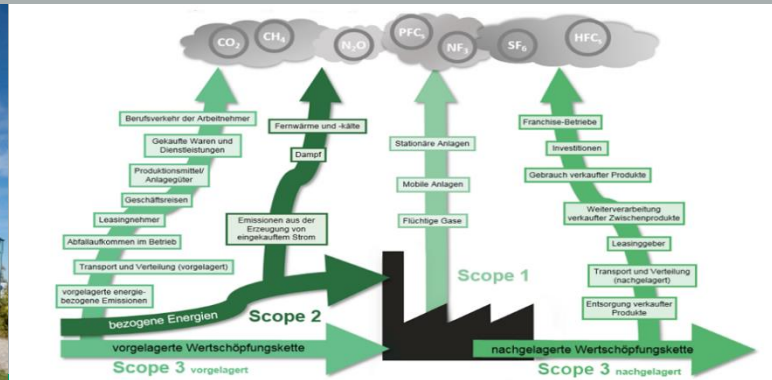 CO2
CH4
N2O
PFCs
NF3
SF6
HFCs
Berufsverkehr der Arbeitnehmer
Gekaufte Waren und
Dienstleistungen
Produktionsmittel/
Anlagegüter
Geschäftsreisen
Leasingnehmer
Abfallaufkommen im Betrieb
Transport und Verteilung (vorgelagert)
vorgelagerte energie-
bezogene Emissionen
Fernwärme und -kälte
Dampf
Emissionen aus der
Erzeugung von
eingekauftem Strom
bezogene Energien
Scope 2
Stationäre Anlagen
Mobile Anlagen
Flüchtige Gase
Scope 1
Franchise-Betriebe
Investitionen
Gebrauch verkaufter Produkte
Weiterverarbeitung
verkaufter Zwischenprodukte
Leasinggeber
Transport und Verteilung
(nachgelagert)
Entsorgung verkaufter
Produkte
vorgelagerte Wertschöpfungskette
Scope 3 vorgelagert
nachgelagerte Wertschöpfungskette
Scope 3 nachgelagert